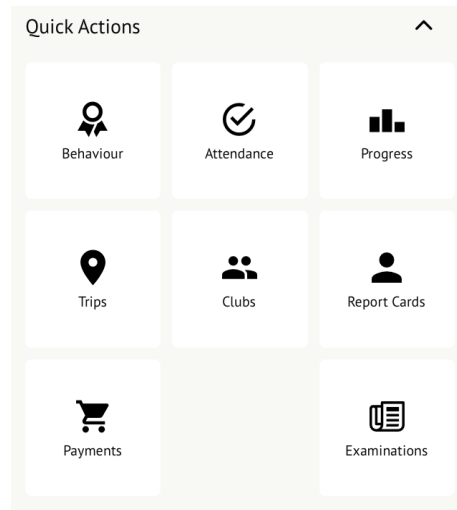 Quick Actions
Behaviour
Attendance
Progress
Trips
Clubs
Report Cards
Payments
Examinations